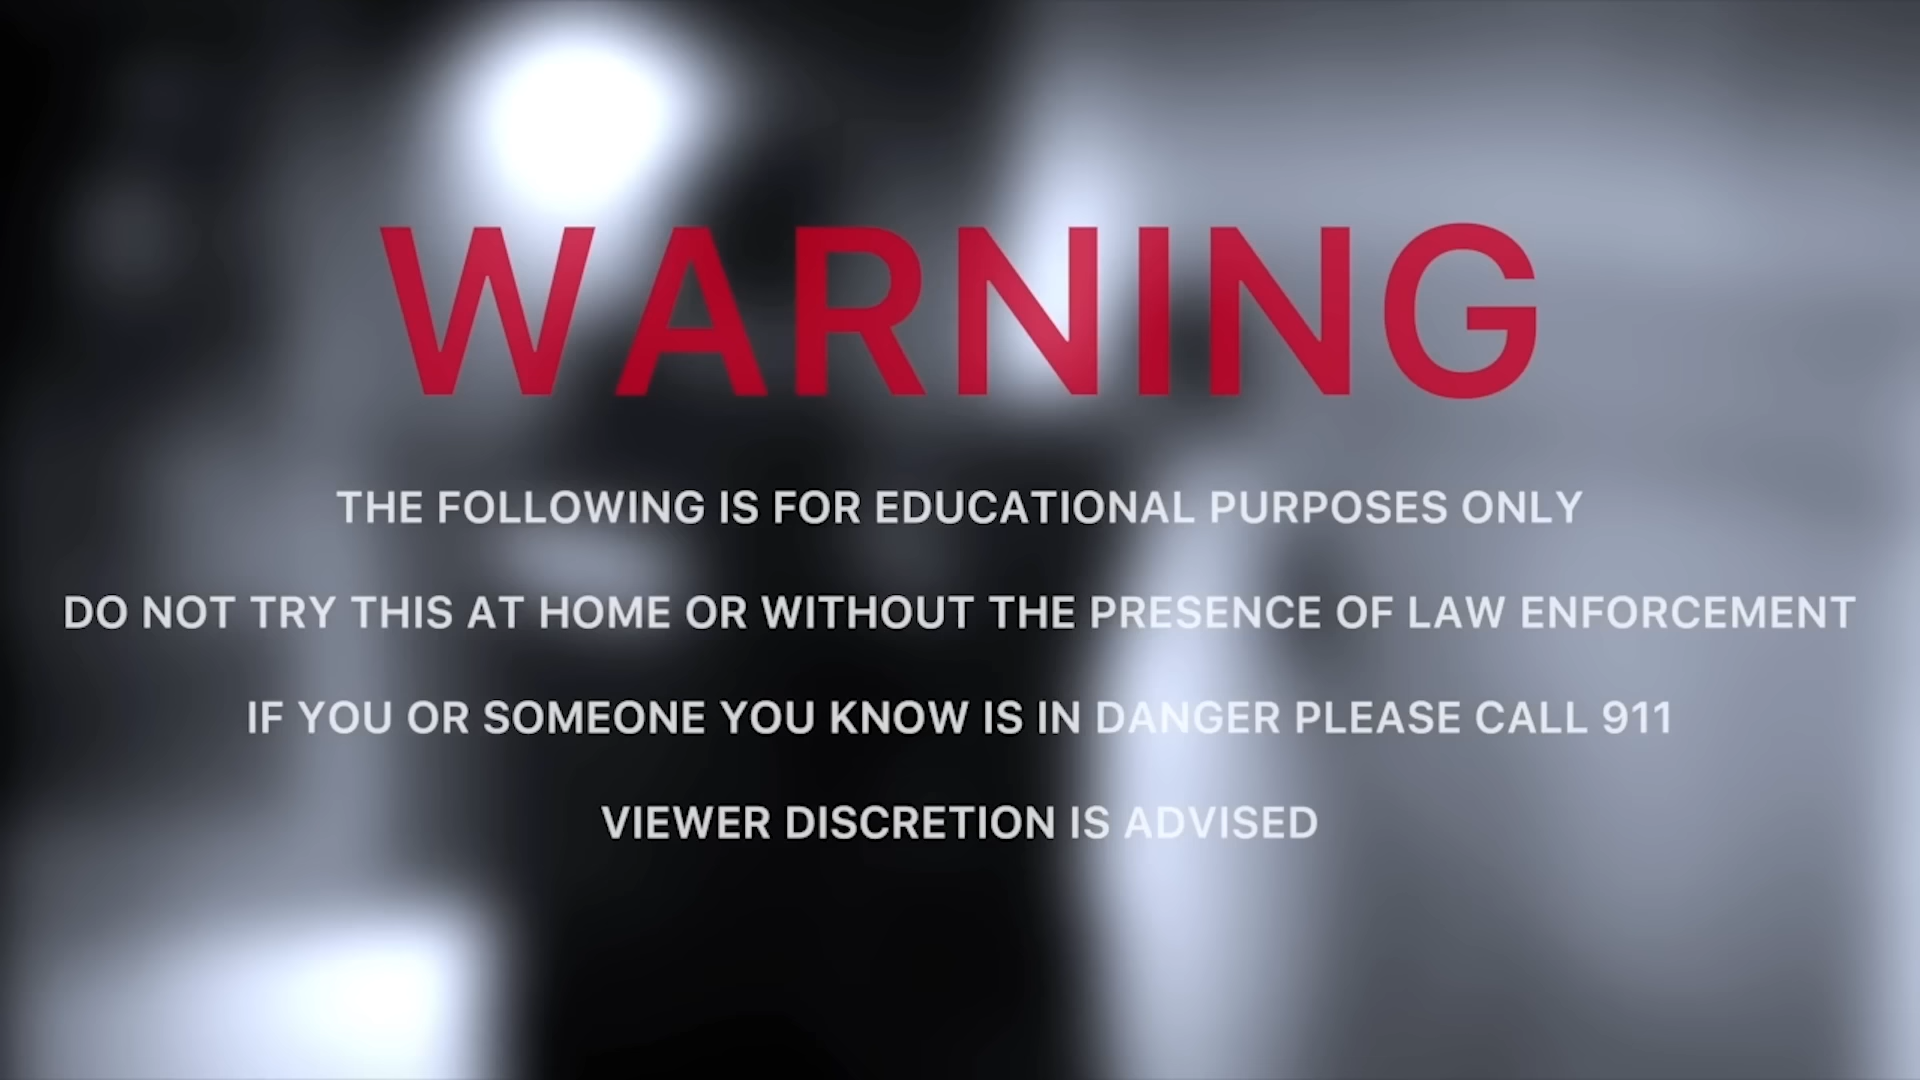 WARNING
THE FOLLOWING IS FOR EDUCATIONAL PURPOSES ONLY
DO NOT TRY THIS AT HOME OR WITHOUT THE PRESENCE OF LAW ENFORCEMENT
IF YOU OR SOMEONE YOU KNOW IS IN DANGER PLEASE CALL 911
VIEWER DISCRETION IS ADVISED